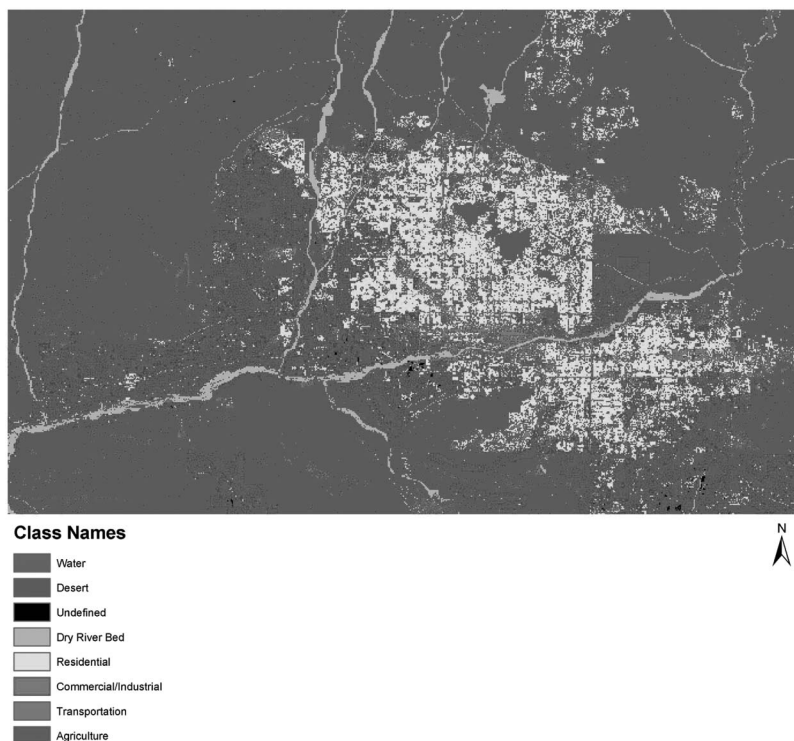 N
Class Names
Water
Desert
Undefined
Dry River Bed
Residential
Commercial/Industrial
Transportation
Agriculture